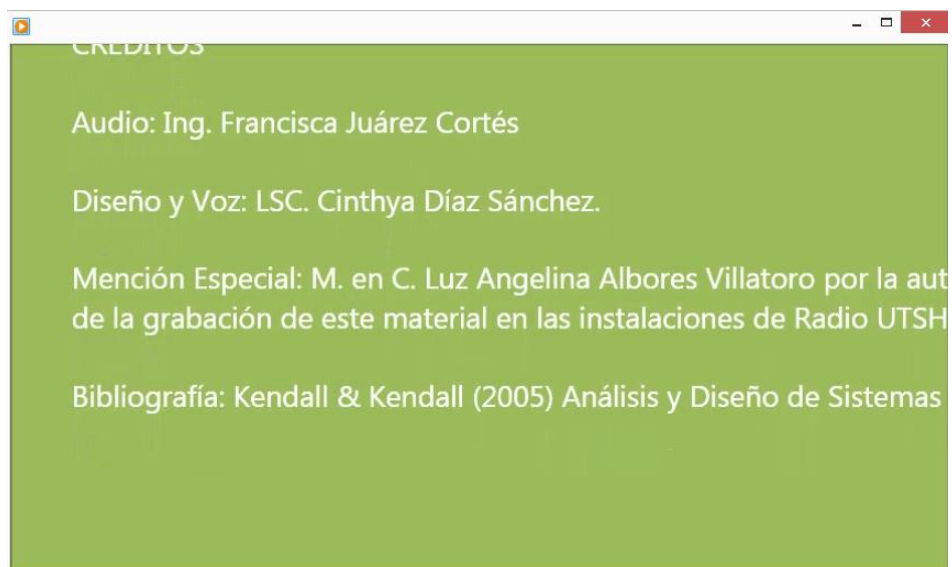 CREDITOS
Audio: Ing. Francisca Juárez Cortés
Diseño y Voz: LSC. Cinthya Díaz Sánchez.
Mención Especial: M. en C. Luz Angelina Albores Villatoro por la aut
de la grabación de este material en las instalaciones de Radio UTSH
Bibliografía: Kendall & Kendall (2005) Análisis y Diseño de Sistemas